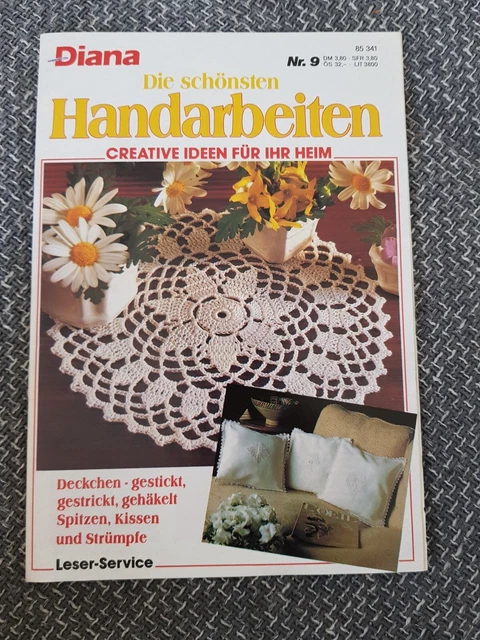 Diana
85 341
Nr. 9
DM 3,80 · SFR 3,80
ÖS 32,– · LIT 3800
Die schönsten
Handarbeiten
CREATIVE IDEEN FÜR IHR HEIM
Deckchen - gestickt,
gestrickt, gehäkelt
Spitzen, Kissen
und Strümpfe
Leser-Service